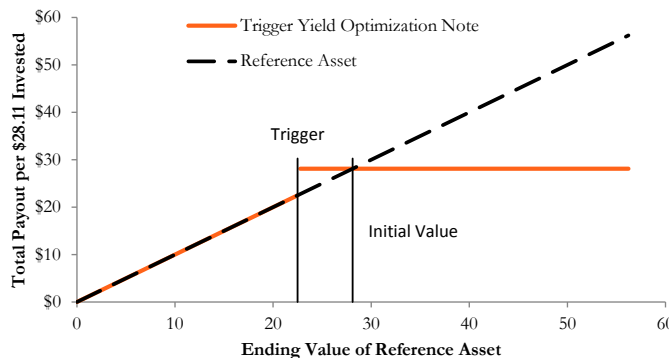 Trigger Yield Optimization Note
Reference Asset
Total Payout per $28.11 Invested
$60
$50
$40
$30
$20
$10
$0
Trigger
Initial Value
0
10
20
30
40
50
60
Ending Value of Reference Asset